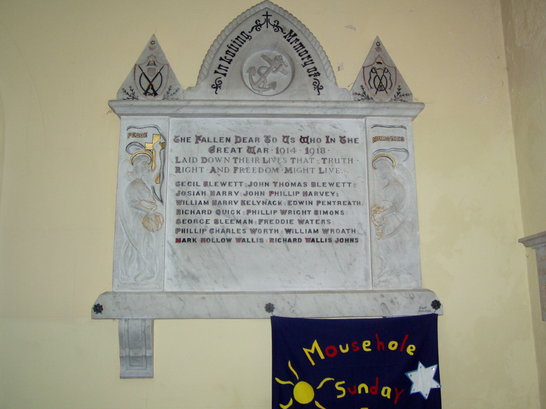 In Loving Memory of
PEACE
THE FALLEN DEAR TO US WHO IN THE
GREAT WAR 1914-1918
LAID DOWN THEIR LIVES THAT TRUTH
RIGHT AND FREEDOM MIGHT LIVE.
CECIL BLEWETT. JOHN THOMAS BLEWETT.
JOSIAH HARRY. JOHN PHILLIP HARVEY.
WILLIAM HARRY KELYNACK. EDWIN PENTREATH.
RICHARD QUICK. PHILLIP WRIGHT SIMONS.
GEORGE SLEEMAN. FREDDIE WATERS.
PHILLIP CHARLES WORTH. WILLIAM WROATH.
MARK HOLLOW WALLIS. RICHARD WALLIS JOHNS.
Mousehole
Sunday